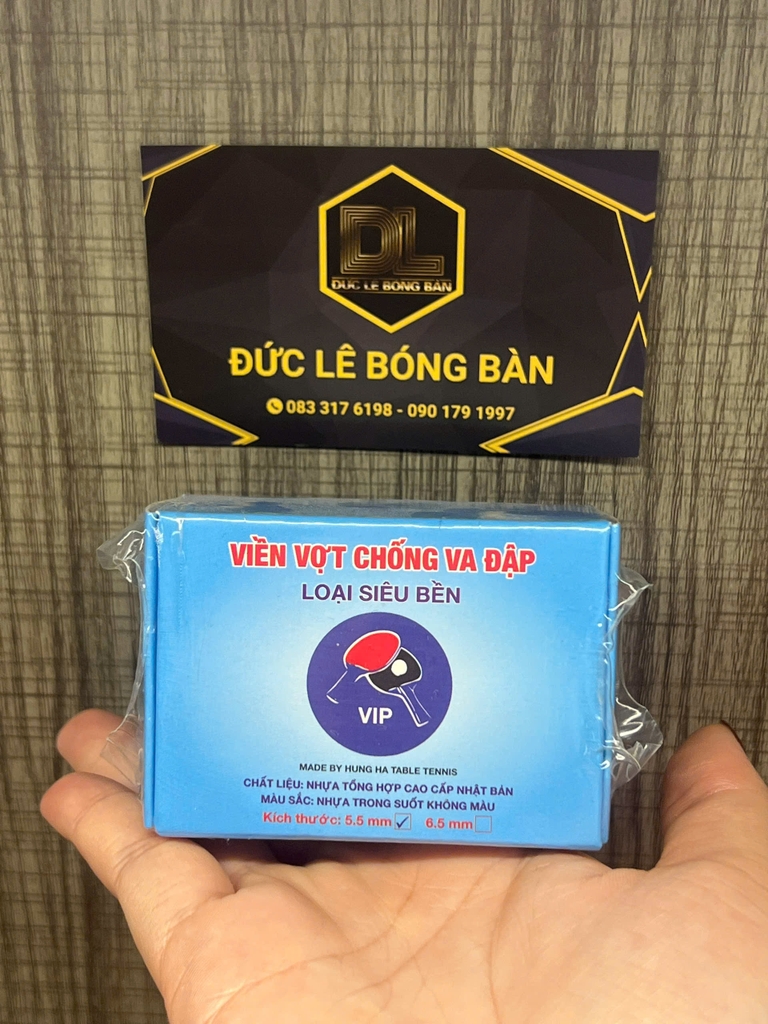 DL
ĐỨC LÊ BÓNG BÀN
ĐỨC LÊ BÓNG BÀN
083 317 6198 - 090 179 1997
VIỀN VỢT CHỐNG VA ĐẬP
LOẠI SIÊU BỀN
VIP
MADE BY HUNG HA TABLE TENNIS
CHẤT LIỆU: NHỰA TỔNG HỢP CAO CẤP NHẬT BẢN
MÀU SẮC: NHỰA TRONG SUỐT KHÔNG MÀU
Kích thước: 5.5 mm ☑ 6.5 mm ☐